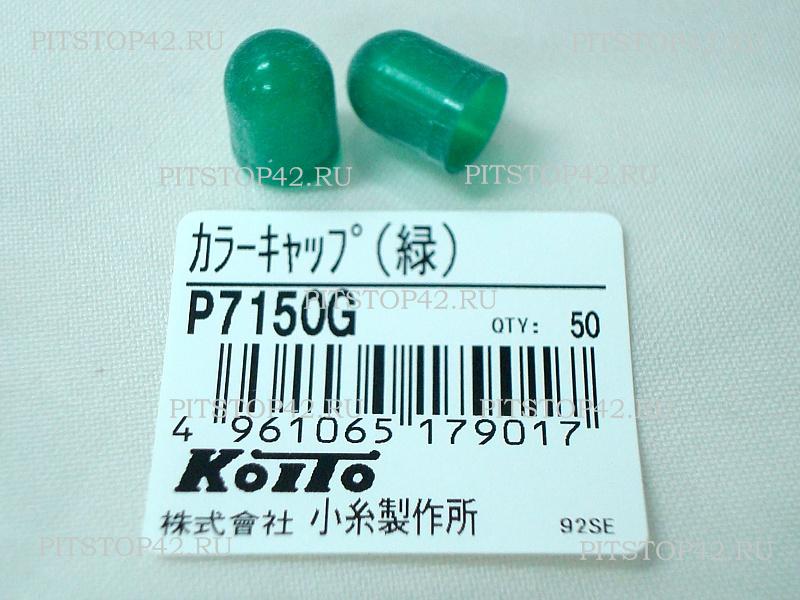 PITSTOP42.RU PITSTOP42.RU
PITSTOP42.RU PITSTOP42.RU
ｶﾗｰｷｬｯﾌﾟ(緑)
PITSTOP42.RU
P7150G QTY: 50
PITSTOP42.RU PITSTOP42.RU
4 961065 179017
KOITO
株式會社 小糸製作所 92SE
PITSTOP42.RU PITSTOP42.RU